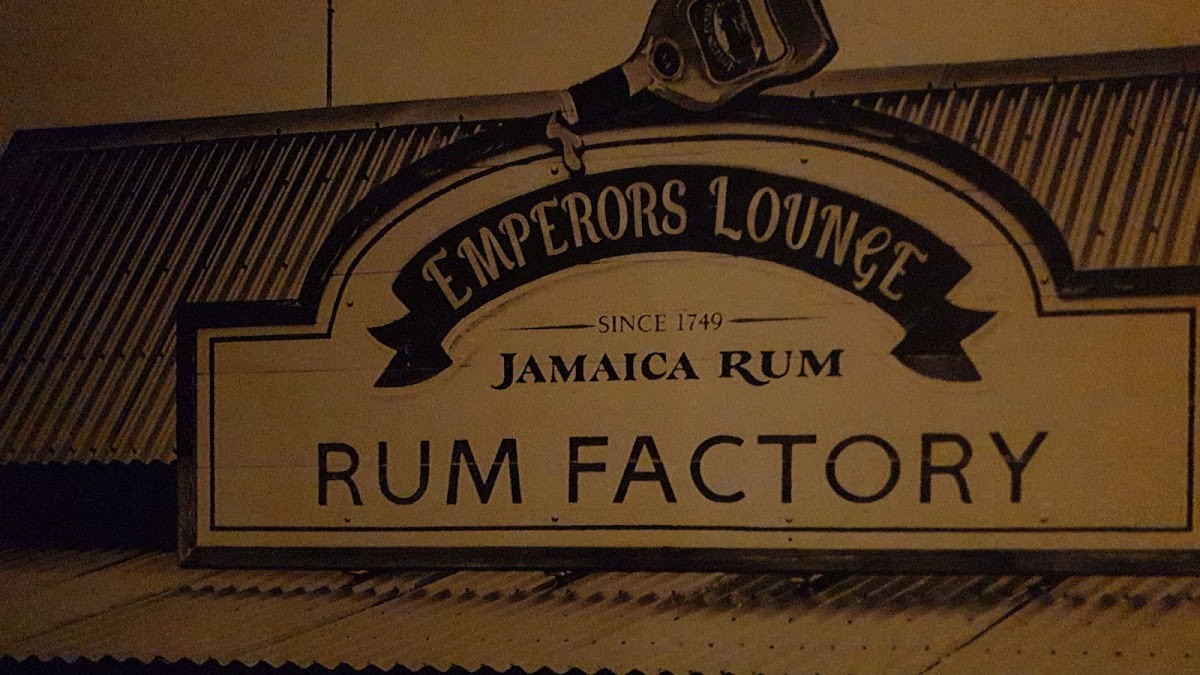 EMPERORS LOUNGE
SINCE 1749
JAMAICA RUM
RUM FACTORY